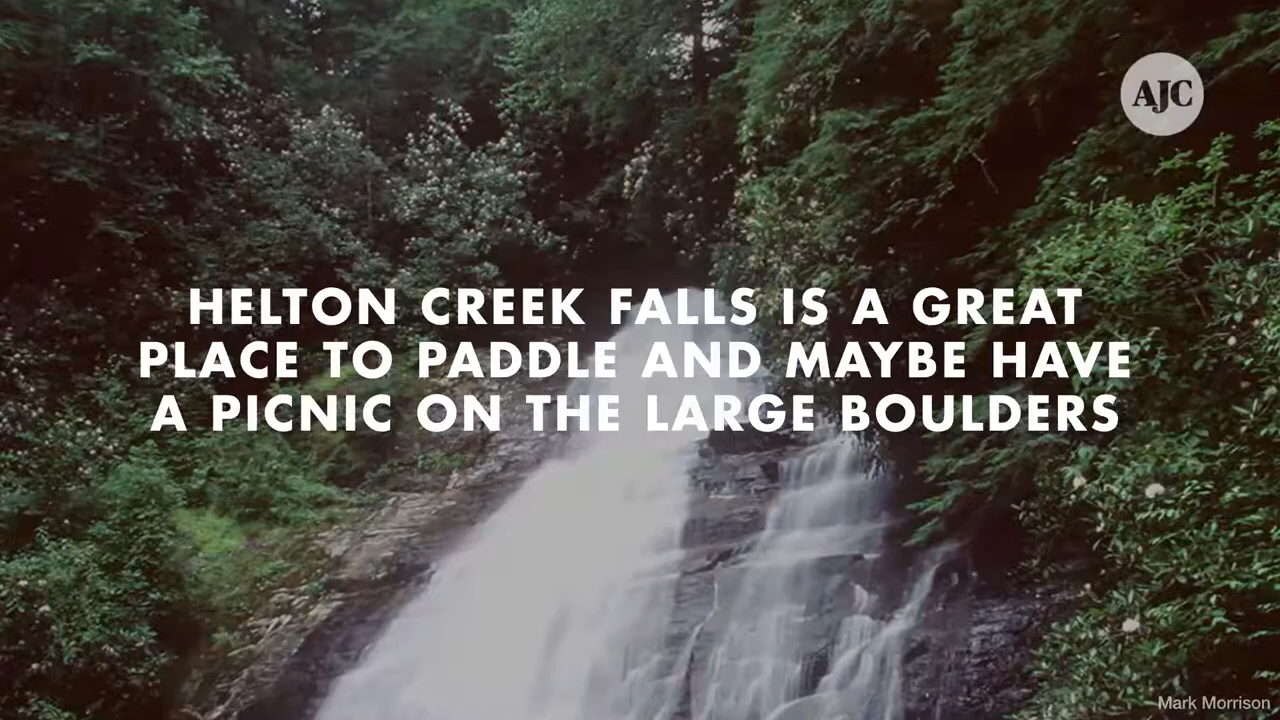 AJC
HELTON CREEK FALLS IS A GREAT
PLACE TO PADDLE AND MAYBE HAVE
A PICNIC ON THE LARGE BOULDERS
Mark Morrison